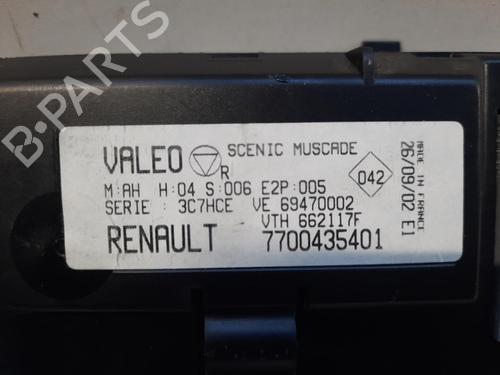 VALEO R SCENIC MUSCADE
M:AH H:04 S:006 E2P:005
SERIE : 3C7HCE VE 69470002
VTH 662117F
RENAULT 7700435401
042
MADE IN FRANCE
26/09/02 E1
B-PARTS